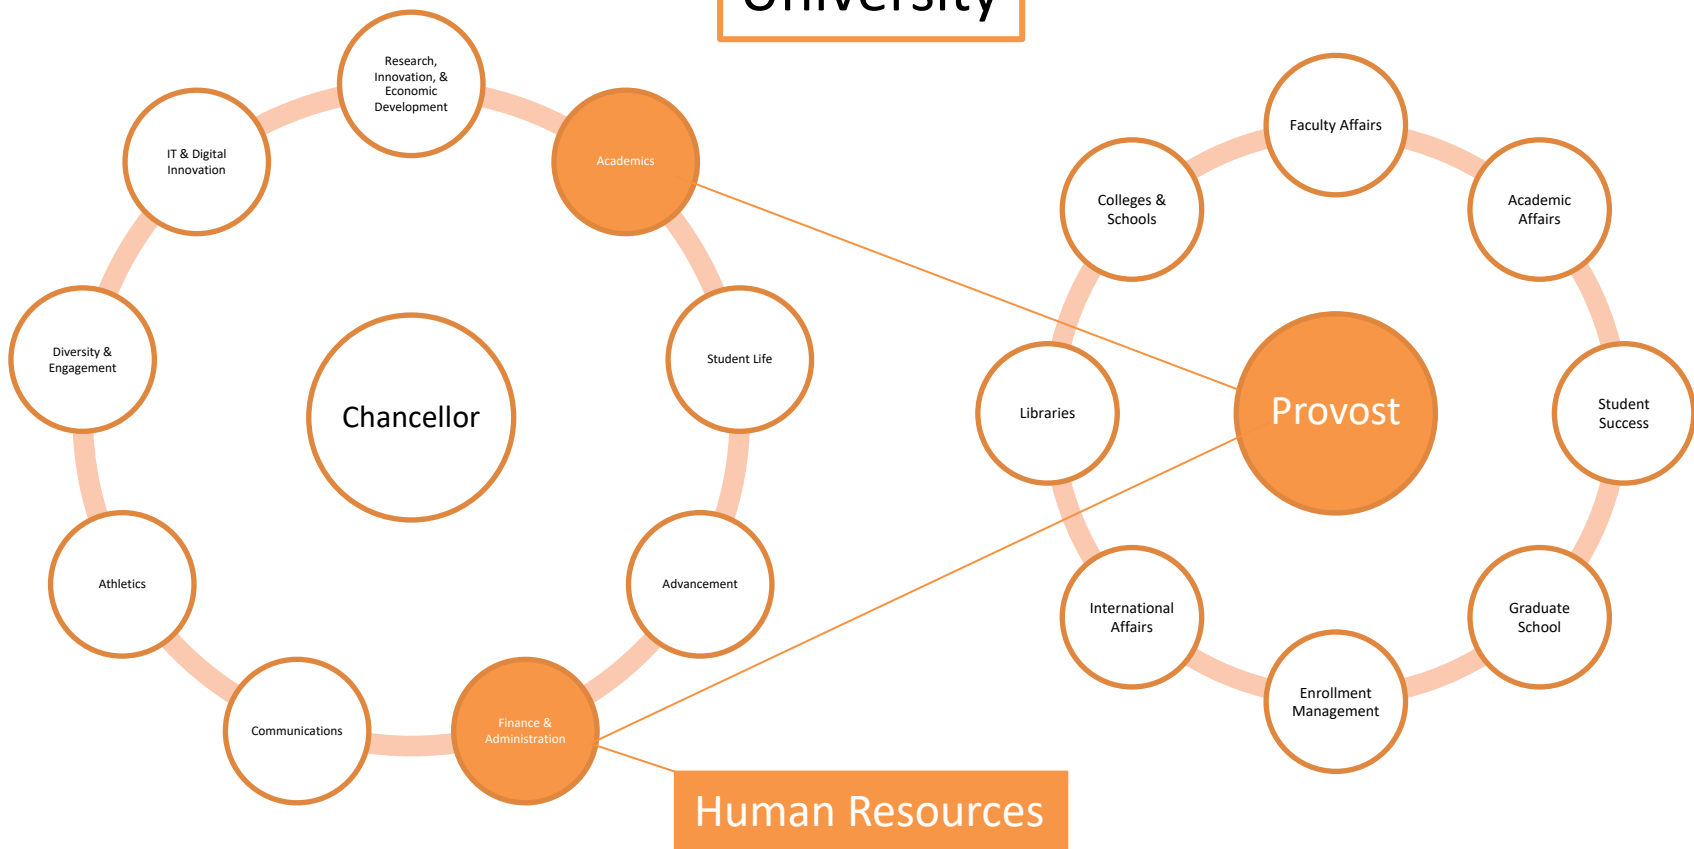 University
Research,
Innovation, &
Economic
Development
Academics
Student Life
Advancement
Finance &
Administration
Communications
Athletics
Diversity &
Engagement
IT & Digital
Innovation
Chancellor
Faculty Affairs
Academic
Affairs
Student
Success
Graduate
School
Enrollment
Management
International
Affairs
Libraries
Colleges &
Schools
Provost
Human Resources